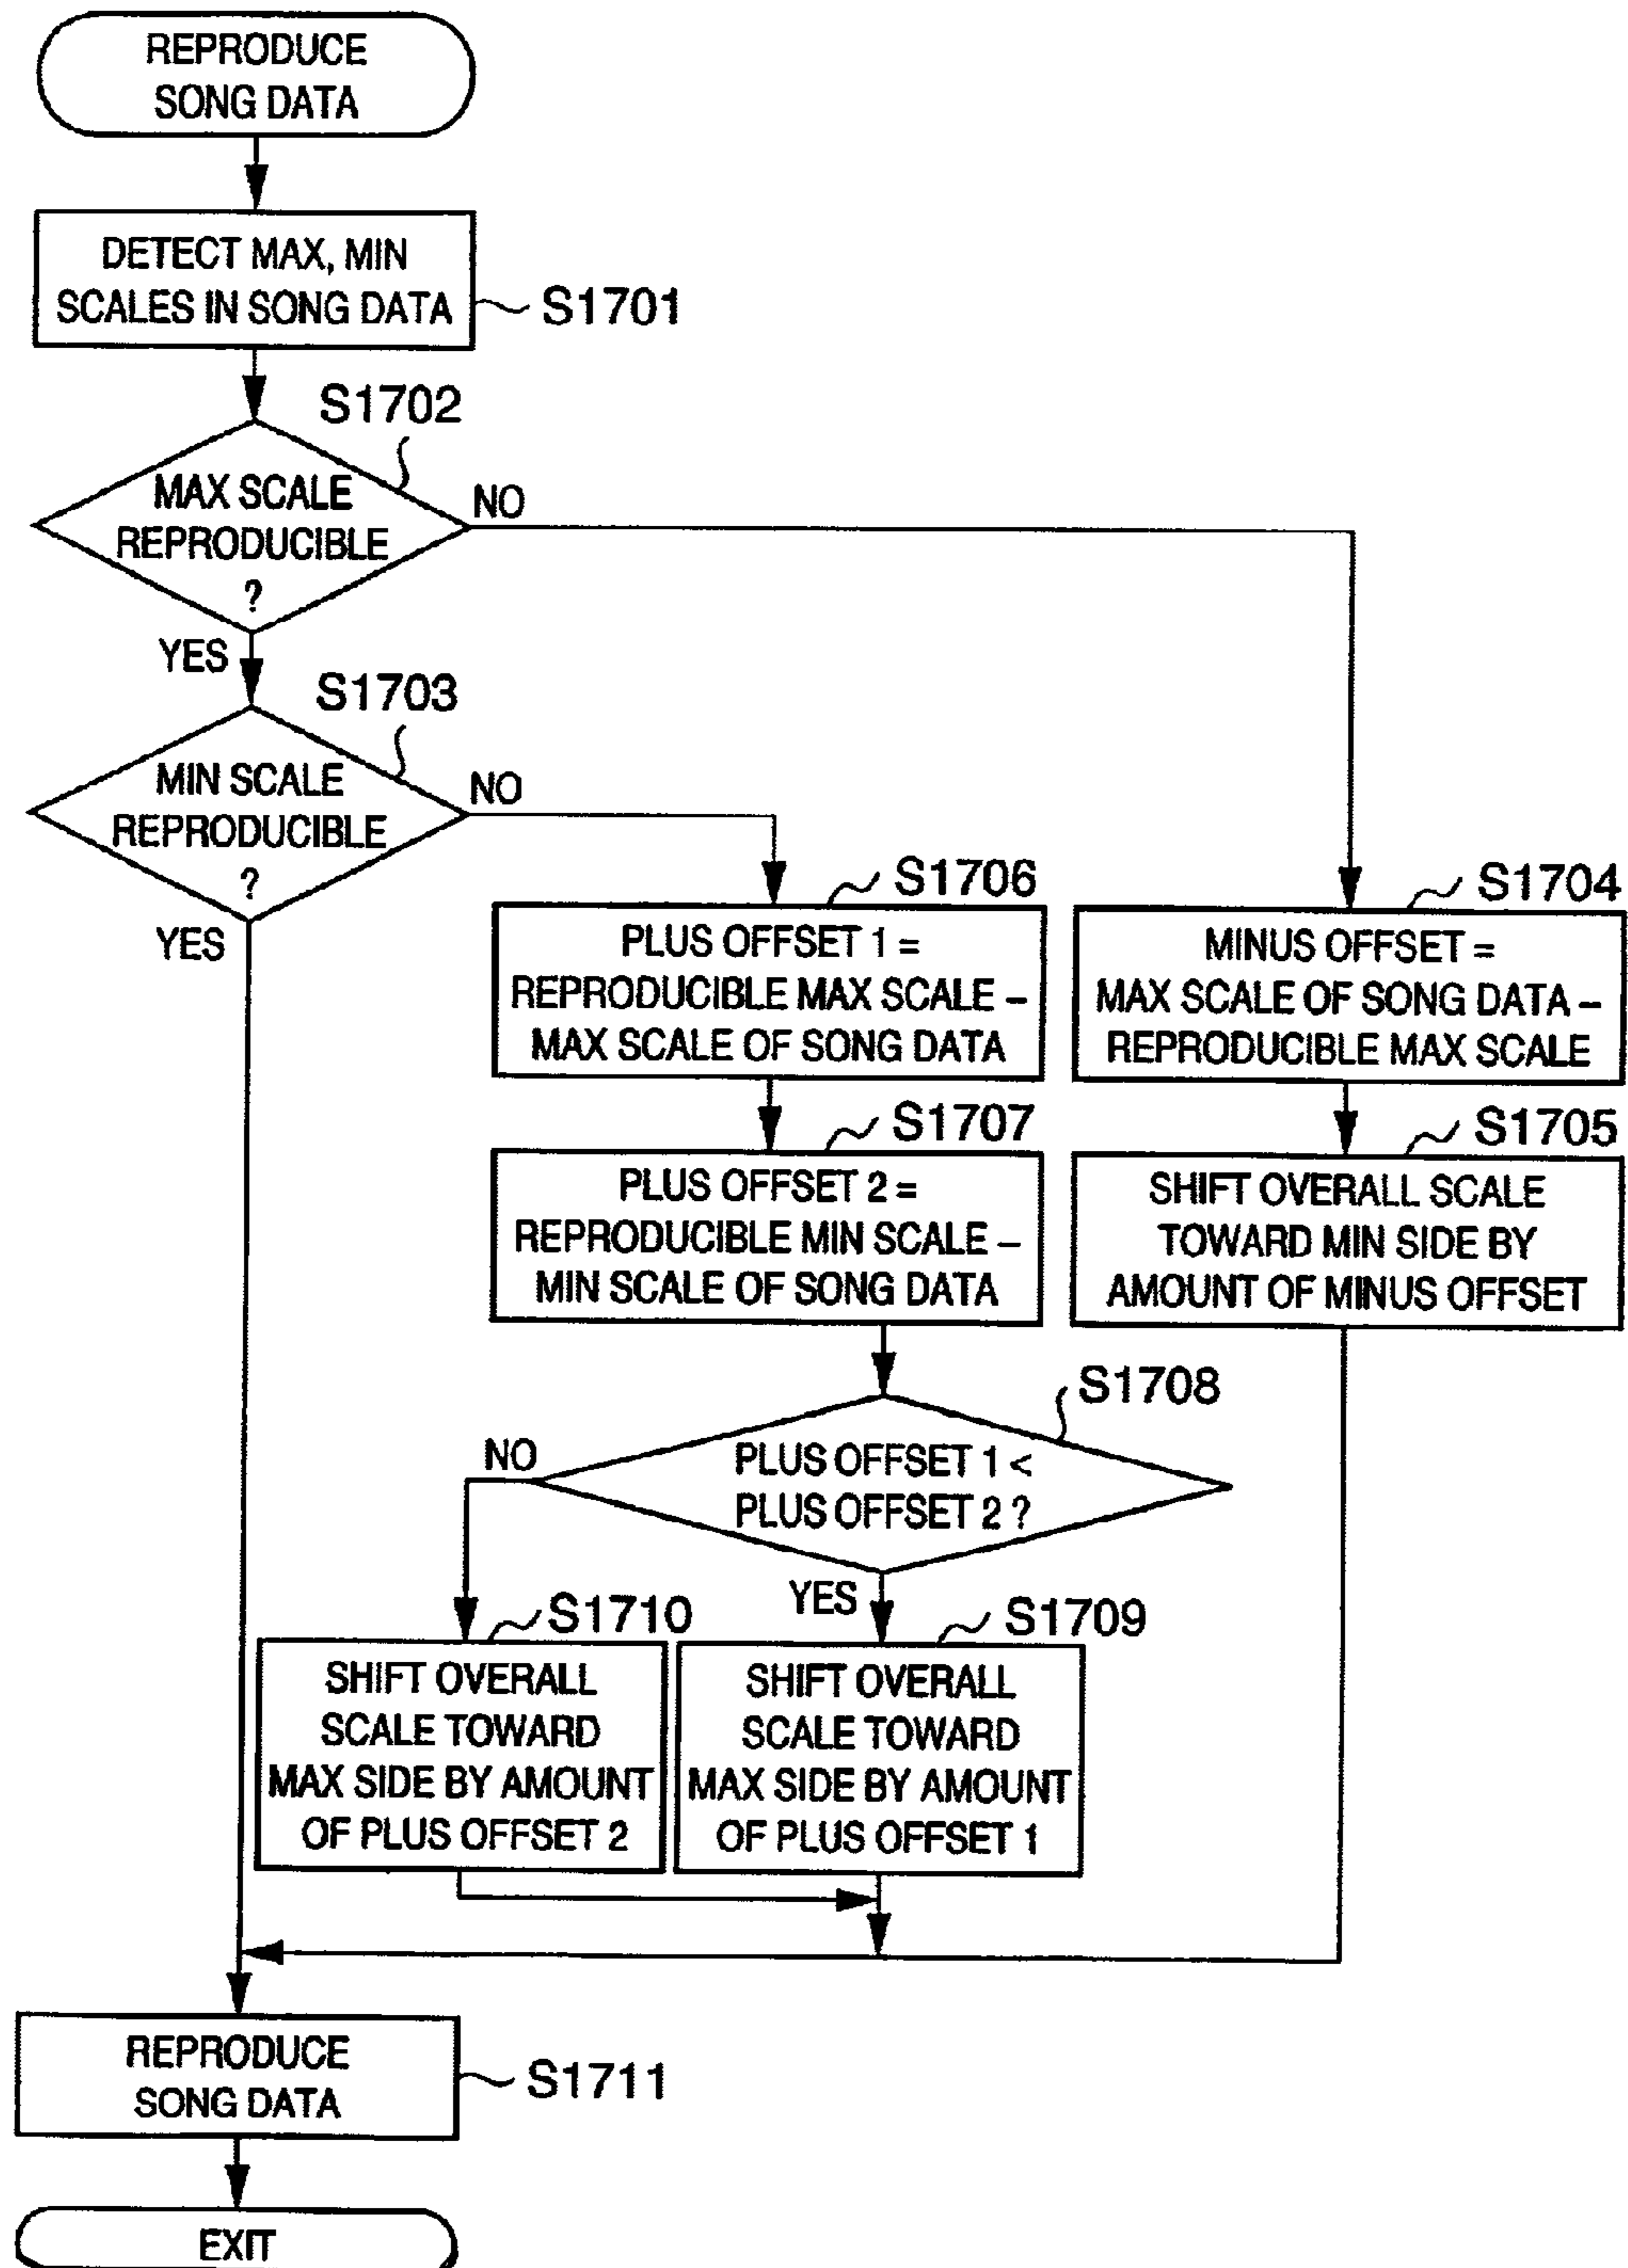 REPRODUCE
SONG DATA
DETECT MAX, MIN
SCALES IN SONG DATA
S1701
S1702
MAX SCALE
REPRODUCIBLE
?
NO
YES
S1703
MIN SCALE
REPRODUCIBLE
?
NO
YES
S1706
PLUS OFFSET 1 =
REPRODUCIBLE MAX SCALE –
MAX SCALE OF SONG DATA
S1704
MINUS OFFSET =
MAX SCALE OF SONG DATA –
REPRODUCIBLE MAX SCALE
S1707
PLUS OFFSET 2 =
REPRODUCIBLE MIN SCALE –
MIN SCALE OF SONG DATA
S1705
SHIFT OVERALL SCALE
TOWARD MIN SIDE BY
AMOUNT OF MINUS OFFSET
S1708
PLUS OFFSET 1 <
PLUS OFFSET 2 ?
NO
YES
S1710
SHIFT OVERALL
SCALE TOWARD
MAX SIDE BY AMOUNT
OF PLUS OFFSET 2
S1709
SHIFT OVERALL
SCALE TOWARD
MAX SIDE BY AMOUNT
OF PLUS OFFSET 1
REPRODUCE
SONG DATA
S1711
EXIT